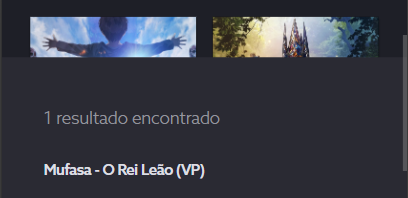 1 resultado encontrado
Mufasa - O Rei Leão (VP)